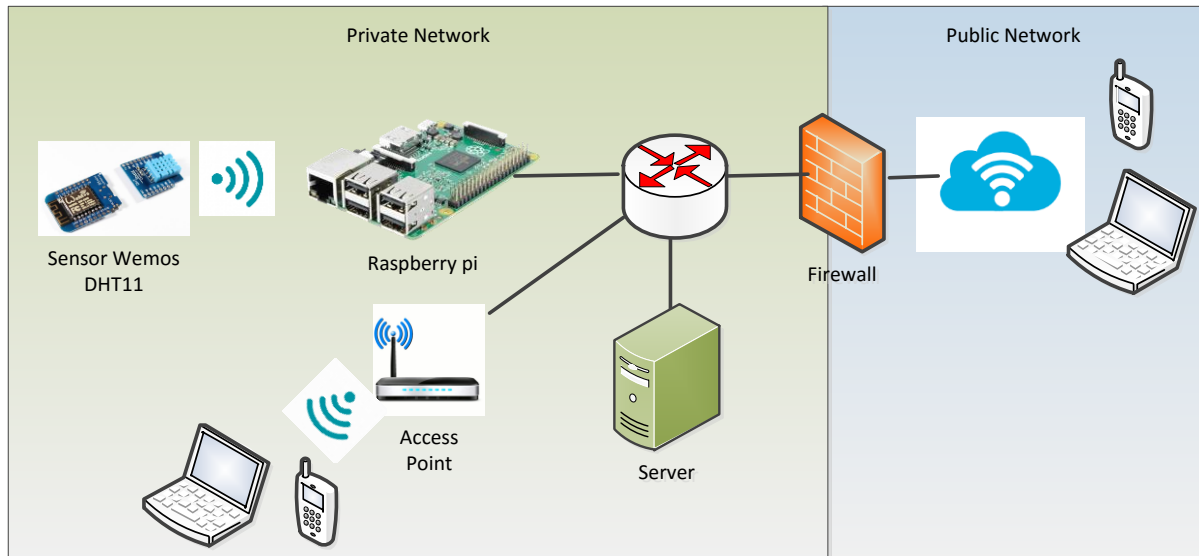 Private Network
Public Network
Sensor Wemos
DHT11
Raspberry pi
Firewall
Access
Point
Server